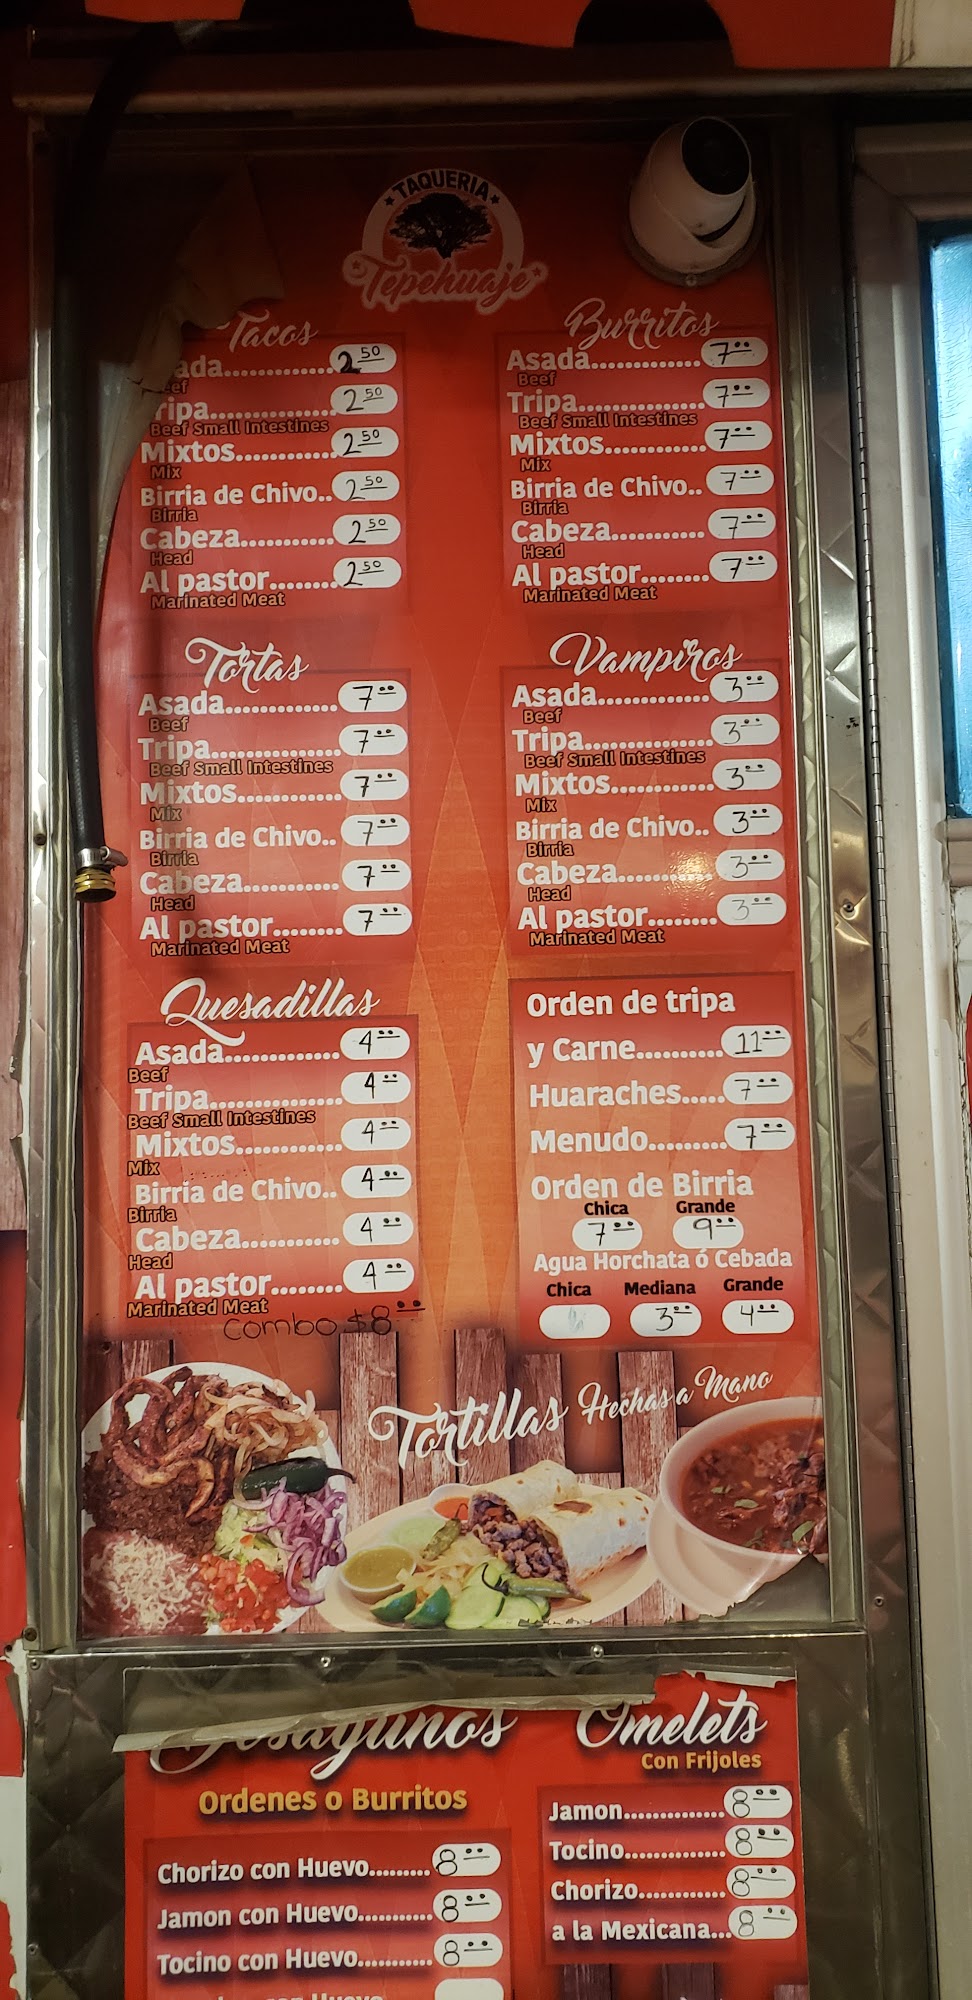 TAQUERIA
Tepehuaje
Tacos
ada............ 2 50
ef
ripa............ 2 50
Beef Small Intestines
Mixtos............ 2 50
Mix
Birria de Chivo.. 2 50
Birria
Cabeza............ 2 50
Head
Al pastor........ 2 50
Marinated Meat
Burritos
Asada.............. 7 00
Beef
Tripa................ 7 00
Beef Small Intestines
Mixtos............. 7 00
Mix
Birria de Chivo.. 7 00
Birria
Cabeza............ 7 00
Head
Al pastor......... 7 00
Marinated Meat
Tortas
Asada.............. 7 00
Beef
Tripa................ 7 00
Beef Small Intestines
Mixtos............. 7 00
Mix
Birria de Chivo.. 7 00
Birria
Cabeza............ 7 00
Head
Al pastor......... 7 00
Marinated Meat
Vampiros
Asada.............. 3 00
Beef
Tripa................ 3 00
Beef Small Intestines
Mixtos............. 3 00
Mix
Birria de Chivo.. 3 00
Birria
Cabeza............ 3 00
Head
Al pastor......... 3 00
Marinated Meat
Quesadillas
Asada.............. 4 00
Beef
Tripa................ 4 00
Beef Small Intestines
Mixtos............. 4 00
Mix
Birria de Chivo.. 4 00
Birria
Cabeza............ 4 00
Head
Al pastor......... 4 00
Marinated Meat
Combo $8 00
Orden de tripa
y Carne.......... 11 00
Huaraches..... 7 00
Menudo......... 7 00
Orden de Birria
Chica Grande
7 00 9 00
Agua Horchata ó Cebada
Chica Mediana Grande
3 00 4 00
Tortillas Hechas a Mano
Desayunos
Ordenes o Burritos
Chorizo con Huevo......... 8 00
Jamon con Huevo........... 8 00
Tocino con Huevo........... 8 00
con Huevo
Omelets
Con Frijoles
Jamon.............. 8 00
Tocino.............. 8 00
Chorizo............ 8 00
a la Mexicana... 8 00